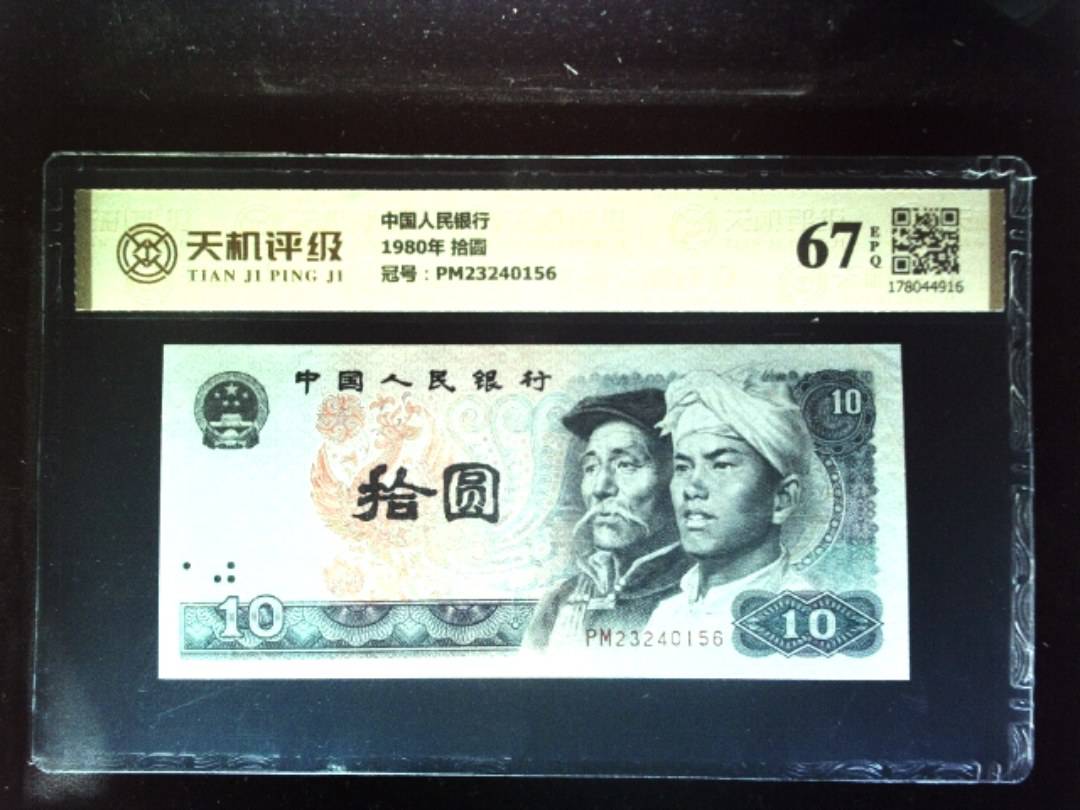 天机评级
TIAN JI PING JI
中国人民银行
1980年 拾圆
冠号：PM23240156
67
EPQ
178044916
中国人民银行
10
拾圆
10
PM23240156
10